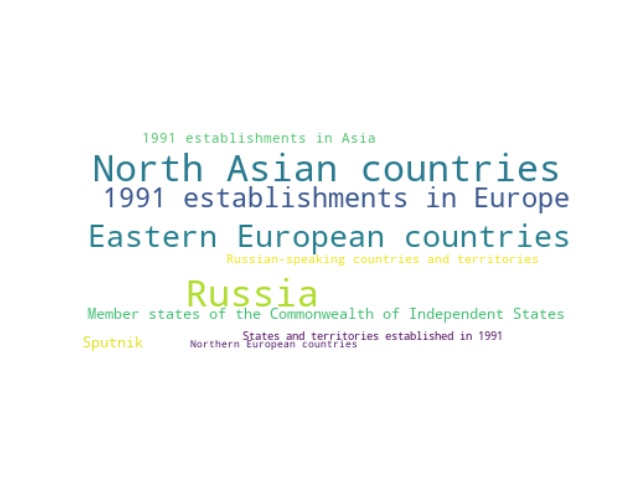 1991 establishments in Asia
North Asian countries
1991 establishments in Europe
Eastern European countries
Russian-speaking countries and territories
Russia
Member states of the Commonwealth of Independent States
States and territories established in 1991
Sputnik
Northern European countries